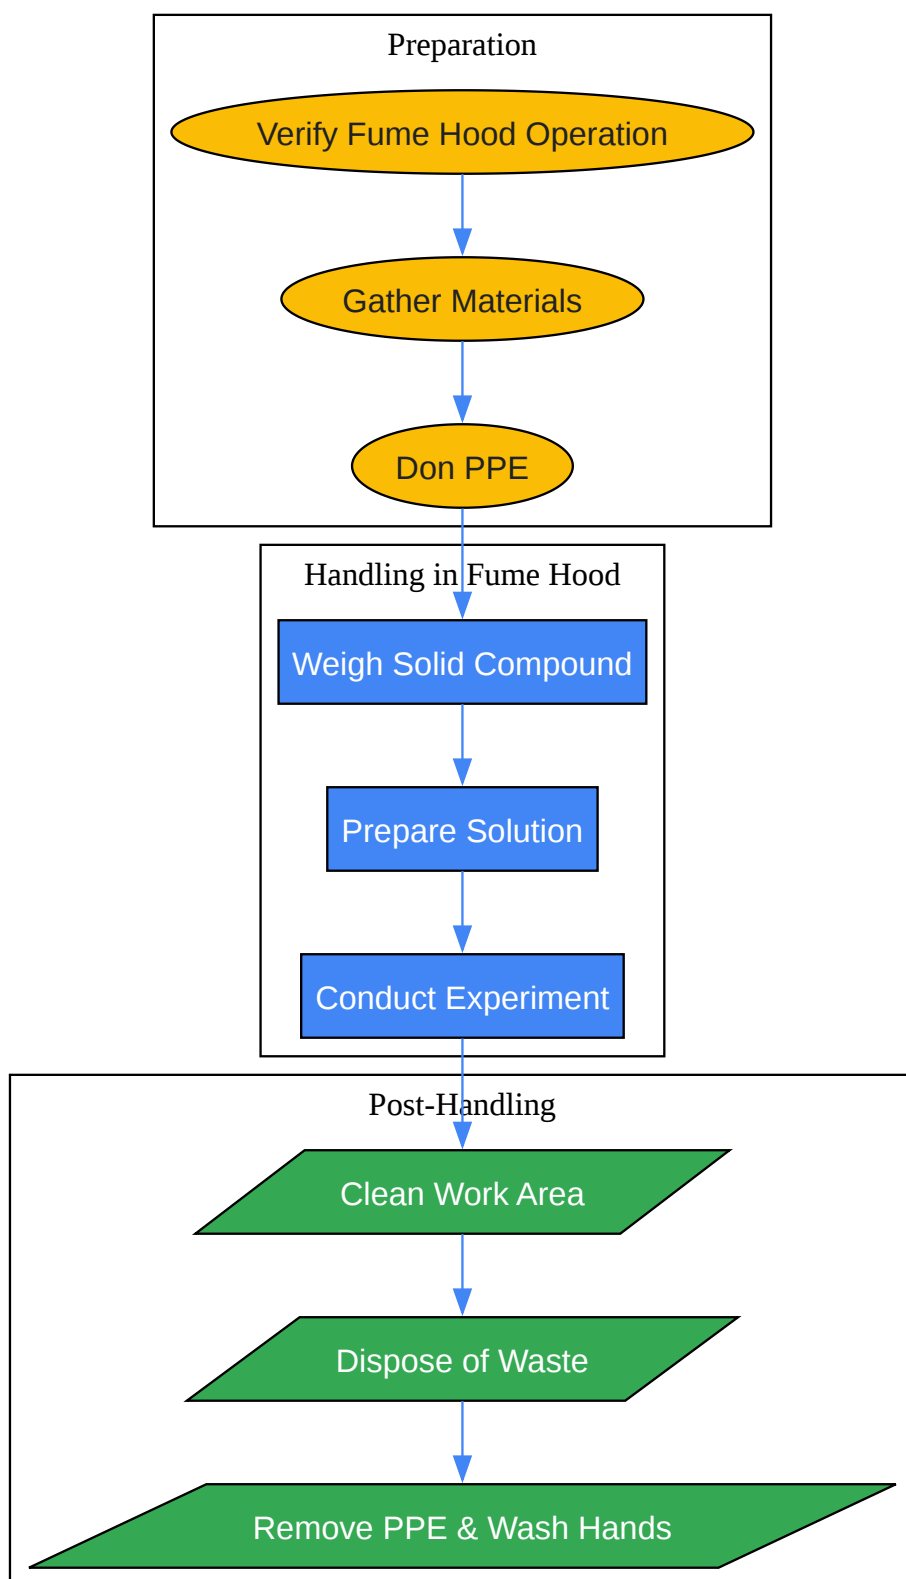 Preparation
Verify Fume Hood Operation
Gather Materials
Don PPE
Handling in Fume Hood
Weigh Solid Compound
Prepare Solution
Conduct Experiment
Post-Handling
Clean Work Area
Dispose of Waste
Remove PPE & Wash Hands